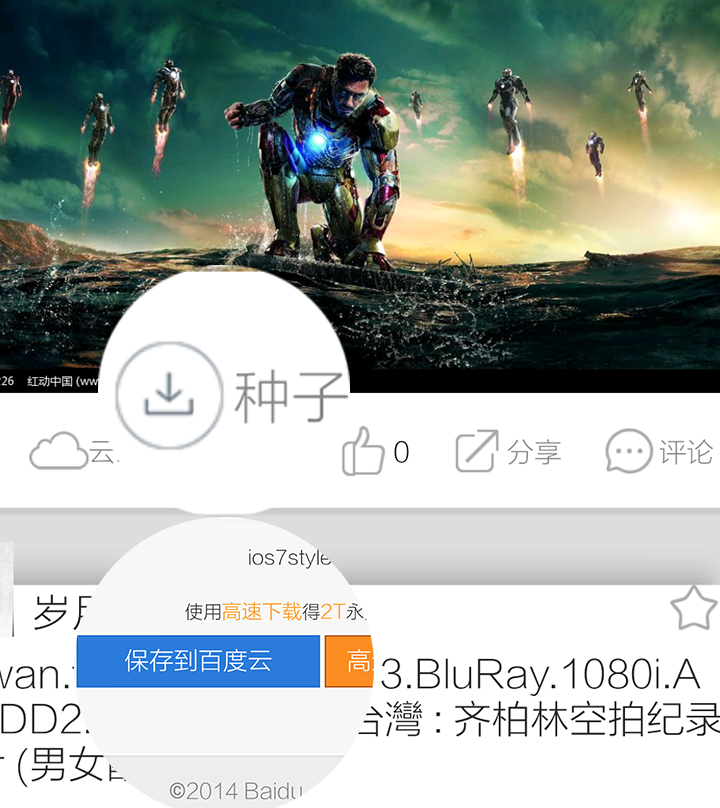 26 红动中国 (ww
种子
云
0
分享
评论
ios7style
使用高速下载得2T永
岁月
保存到百度云
高
wan.
3.BluRay.1080i.A
DD2.
台灣 : 齐柏林空拍纪录
(男女
©2014 Baidu